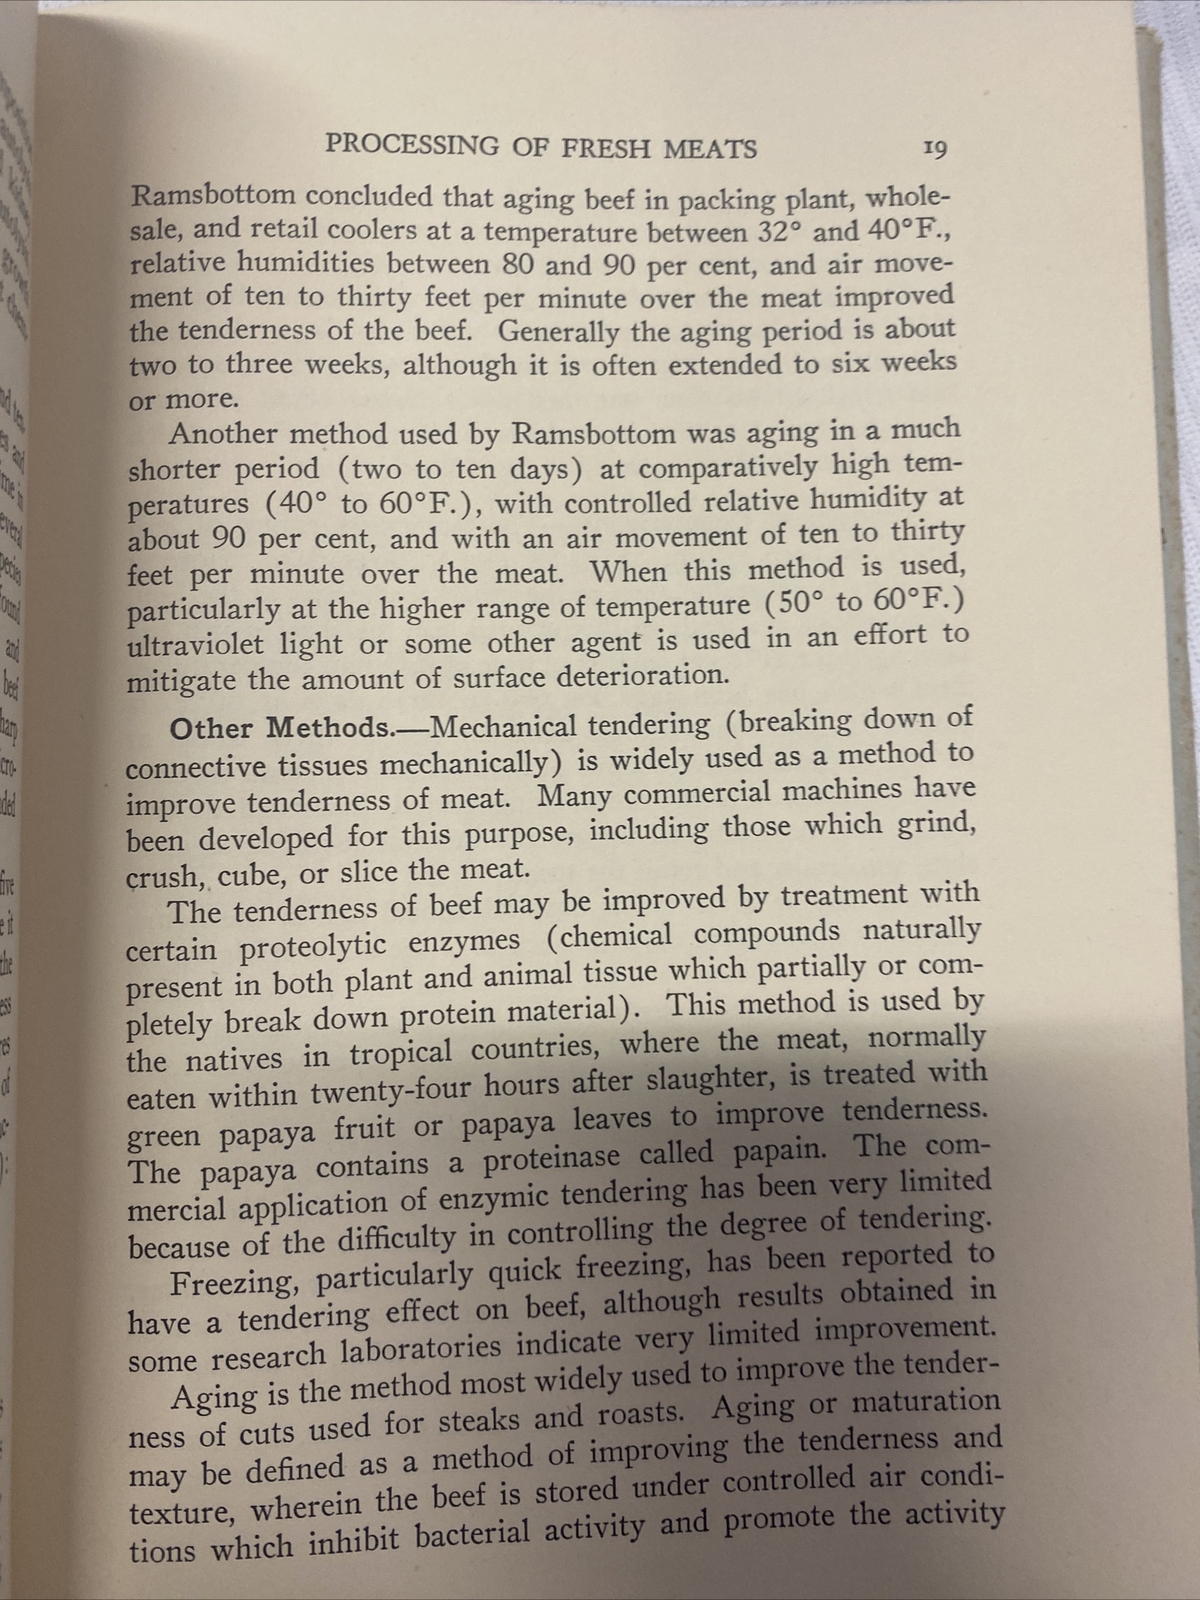 PROCESSING OF FRESH MEATS 19
Ramsbottom concluded that aging beef in packing plant, whole-
sale, and retail coolers at a temperature between 32° and 40°F.,
relative humidities between 80 and 90 per cent, and air move-
ment of ten to thirty feet per minute over the meat improved
the tenderness of the beef. Generally the aging period is about
two to three weeks, although it is often extended to six weeks
or more.
Another method used by Ramsbottom was aging in a much
shorter period (two to ten days) at comparatively high tem-
peratures (40° to 60°F.), with controlled relative humidity at
about 90 per cent, and with an air movement of ten to thirty
feet per minute over the meat. When this method is used,
particularly at the higher range of temperature (50° to 60°F.)
ultraviolet light or some other agent is used in an effort to
mitigate the amount of surface deterioration.
Other Methods.—Mechanical tendering (breaking down of
connective tissues mechanically) is widely used as a method to
improve tenderness of meat. Many commercial machines have
been developed for this purpose, including those which grind,
crush, cube, or slice the meat.
The tenderness of beef may be improved by treatment with
certain proteolytic enzymes (chemical compounds naturally
present in both plant and animal tissue which partially or com-
pletely break down protein material). This method is used by
the natives in tropical countries, where the meat, normally
eaten within twenty-four hours after slaughter, is treated with
green papaya fruit or papaya leaves to improve tenderness.
The papaya contains a proteinase called papain. The com-
mercial application of enzymic tendering has been very limited
because of the difficulty in controlling the degree of tendering.
Freezing, particularly quick freezing, has been reported to
have a tendering effect on beef, although results obtained in
some research laboratories indicate very limited improvement.
Aging is the method most widely used to improve the tender-
ness of cuts used for steaks and roasts. Aging or maturation
may be defined as a method of improving the tenderness and
texture, wherein the beef is stored under controlled air condi-
tions which inhibit bacterial activity and promote the activity